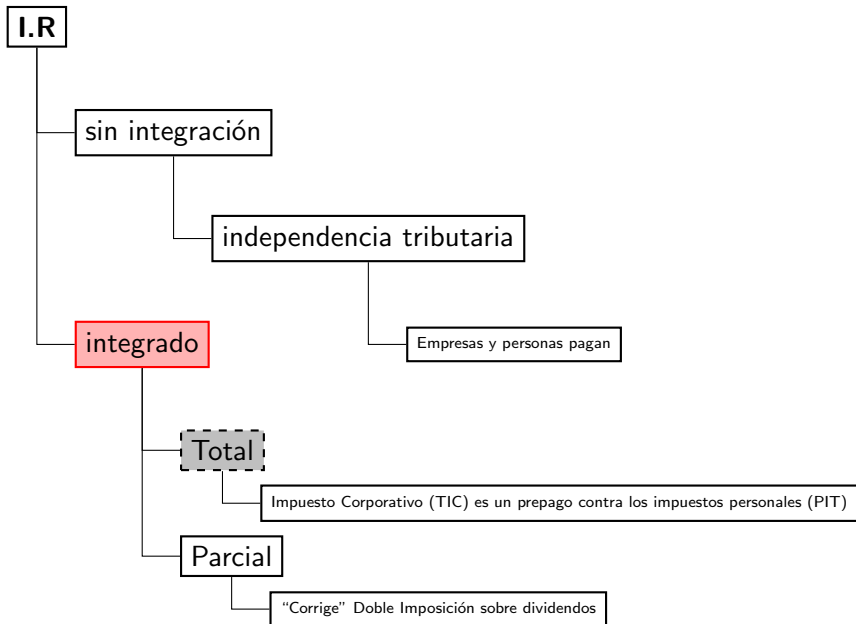 I.R
sin integración
independencia tributaria
Empresas y personas pagan
integrado
Total
Impuesto Corporativo (TIC) es un prepago contra los impuestos personales (PIT)
Parcial
“Corrige” Doble Imposición sobre dividendos